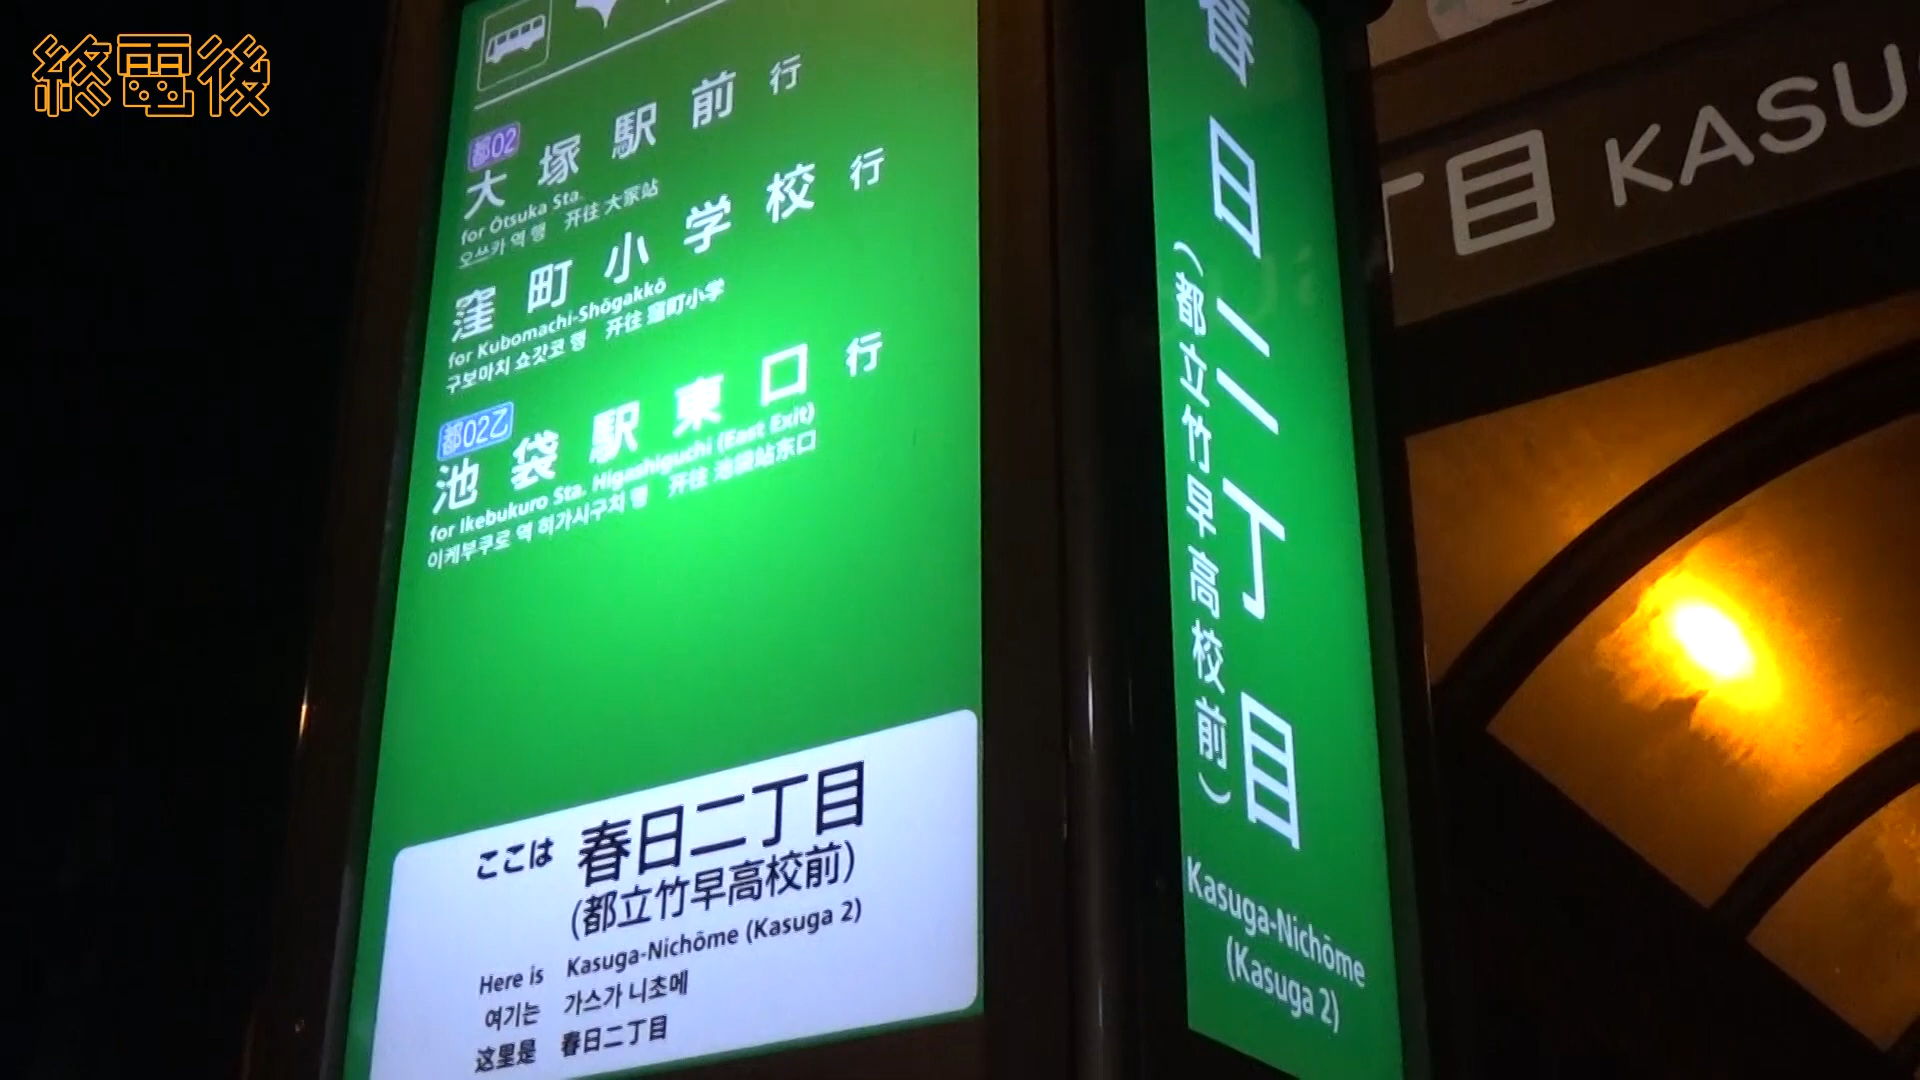 終電後
都02
大塚駅前 行
for Ōtsuka Sta.
오쓰카 역 행 开往 大冢站
窪町小学校 行
for Kubomachi-Shōgakkō
구보마치 쇼갓코 행 开往 窪町小学
都02乙
池袋駅東口 行
for Ikebukuro Sta. Higashiguchi (East Exit)
이케부쿠로 역 히가시구치 행 开往 池袋站东口
ここは 春日二丁目
(都立竹早高校前)
Here is Kasuga-Nichōme (Kasuga 2)
여기는 가스가 니초메
这里是 春日二丁目
春日二丁目
(都立竹早高校前)
Kasuga-Nichōme
(Kasuga 2)
丁目 KASU